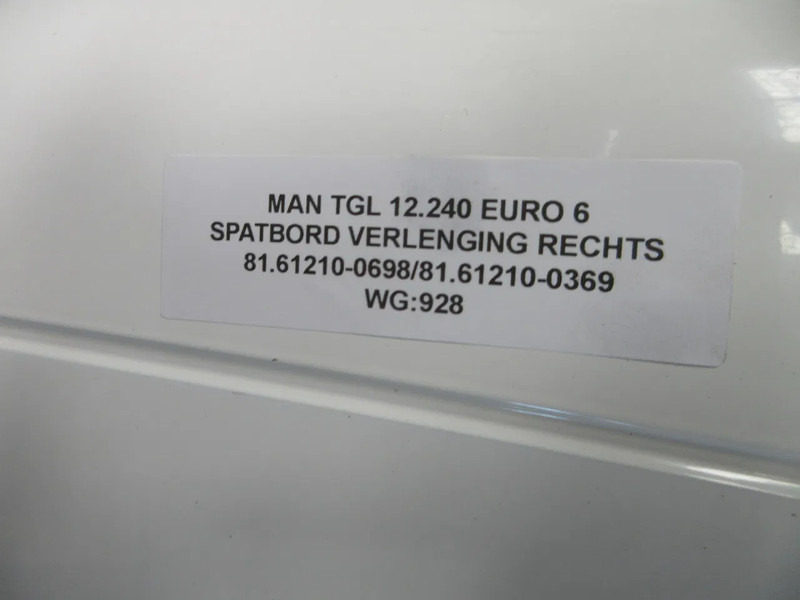 MAN TGL 12.240 EURO 6
SPATBORD VERLENGING RECHTS
81.61210-0698/81.61210-0369
WG:928